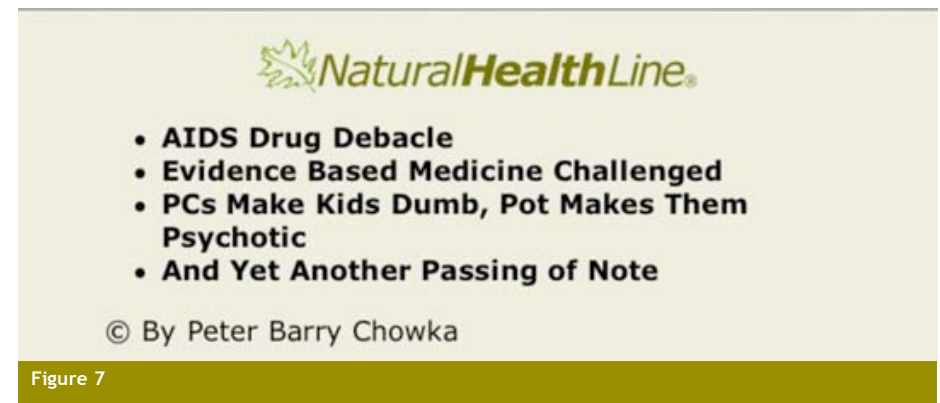 NaturalHealthLine®
• AIDS Drug Debacle
• Evidence Based Medicine Challenged
• PCs Make Kids Dumb, Pot Makes Them
Psychotic
• And Yet Another Passing of Note
© By Peter Barry Chowka
Figure 7